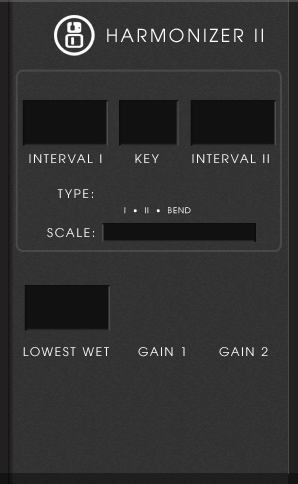 HARMONIZER II
INTERVAL I KEY INTERVAL II
TYPE:
I • II • BEND
SCALE:
LOWEST WET GAIN 1 GAIN 2